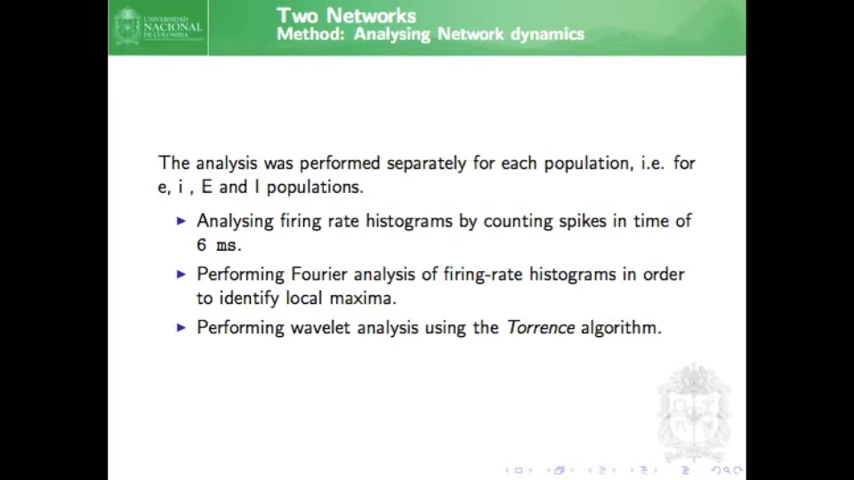 UNIVERSIDAD
NACIONAL
DE COLOMBIA
Two Networks
Method: Analysing Network dynamics
The analysis was performed separately for each population, i.e. for
e, i , E and I populations.
Analysing firing rate histograms by counting spikes in time of
6 ms.
Performing Fourier analysis of firing-rate histograms in order
to identify local maxima.
Performing wavelet analysis using the Torrence algorithm.